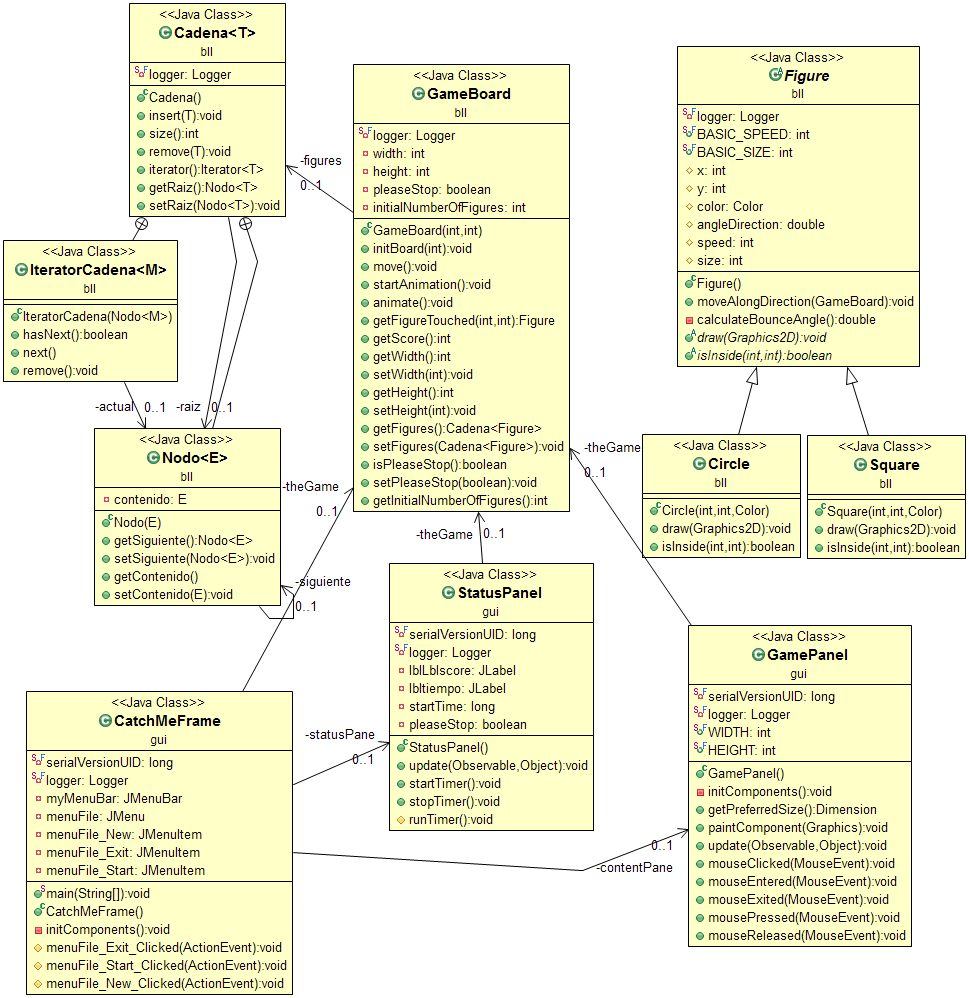 <<Java Class>>
Cadena<T>
bll
logger: Logger
Cadena()
insert(T):void
size():int
remove(T):void
iterator():Iterator<T>
getRaiz():Nodo<T>
setRaiz(Nodo<T>):void
<<Java Class>>
GameBoard
bll
logger: Logger
width: int
height: int
pleaseStop: boolean
initialNumberOfFigures: int
GameBoard(int,int)
initBoard(int):void
move():void
startAnimation():void
animate():void
getFigureTouched(int,int):Figure
getScore():int
getWidth():int
setWidth(int):void
getHeight():int
setHeight(int):void
getFigures():Cadena<Figure>
setFigures(Cadena<Figure>):void
isPleaseStop():boolean
setPleaseStop(boolean):void
getInitialNumberOfFigures():int
<<Java Class>>
Figure
bll
logger: Logger
BASIC_SPEED: int
BASIC_SIZE: int
x: int
y: int
color: Color
angleDirection: double
speed: int
size: int
Figure()
moveAlongDirection(GameBoard):void
calculateBounceAngle():double
draw(Graphics2D):void
isInside(int,int):boolean
-figures
0..1
<<Java Class>>
IteratorCadena<M>
bll
IteratorCadena(Nodo<M>)
hasNext():boolean
next()
remove():void
-actual
0..1
-raiz
0..1
<<Java Class>>
Nodo<E>
bll
contenido: E
Nodo(E)
getSiguiente():Nodo<E>
setSiguiente(Nodo<E>):void
getContenido()
setContenido(E):void
-siguiente
0..1
-theGame
0..1
-theGame
0..1
-theGame
0..1
<<Java Class>>
Circle
bll
Circle(int,int,Color)
draw(Graphics2D):void
isInside(int,int):boolean
<<Java Class>>
Square
bll
Square(int,int,Color)
draw(Graphics2D):void
isInside(int,int):boolean
<<Java Class>>
StatusPanel
gui
serialVersionUID: long
logger: Logger
lblLblscore: JLabel
lbltiempo: JLabel
startTime: long
pleaseStop: boolean
StatusPanel()
update(Observable,Object):void
startTimer():void
stopTimer():void
runTimer():void
<<Java Class>>
GamePanel
gui
serialVersionUID: long
logger: Logger
WIDTH: int
HEIGHT: int
GamePanel()
initComponents():void
getPreferredSize():Dimension
paintComponent(Graphics):void
update(Observable,Object):void
mouseClicked(MouseEvent):void
mouseEntered(MouseEvent):void
mouseExited(MouseEvent):void
mousePressed(MouseEvent):void
mouseReleased(MouseEvent):void
<<Java Class>>
CatchMeFrame
gui
serialVersionUID: long
logger: Logger
myMenuBar: JMenuBar
menuFile: JMenu
menuFile_New: JMenuItem
menuFile_Exit: JMenuItem
menuFile_Start: JMenuItem
main(String[]):void
CatchMeFrame()
initComponents():void
menuFile_Exit_Clicked(ActionEvent):void
menuFile_Start_Clicked(ActionEvent):void
menuFile_New_Clicked(ActionEvent):void
-statusPane
0..1
0..1
-contentPane